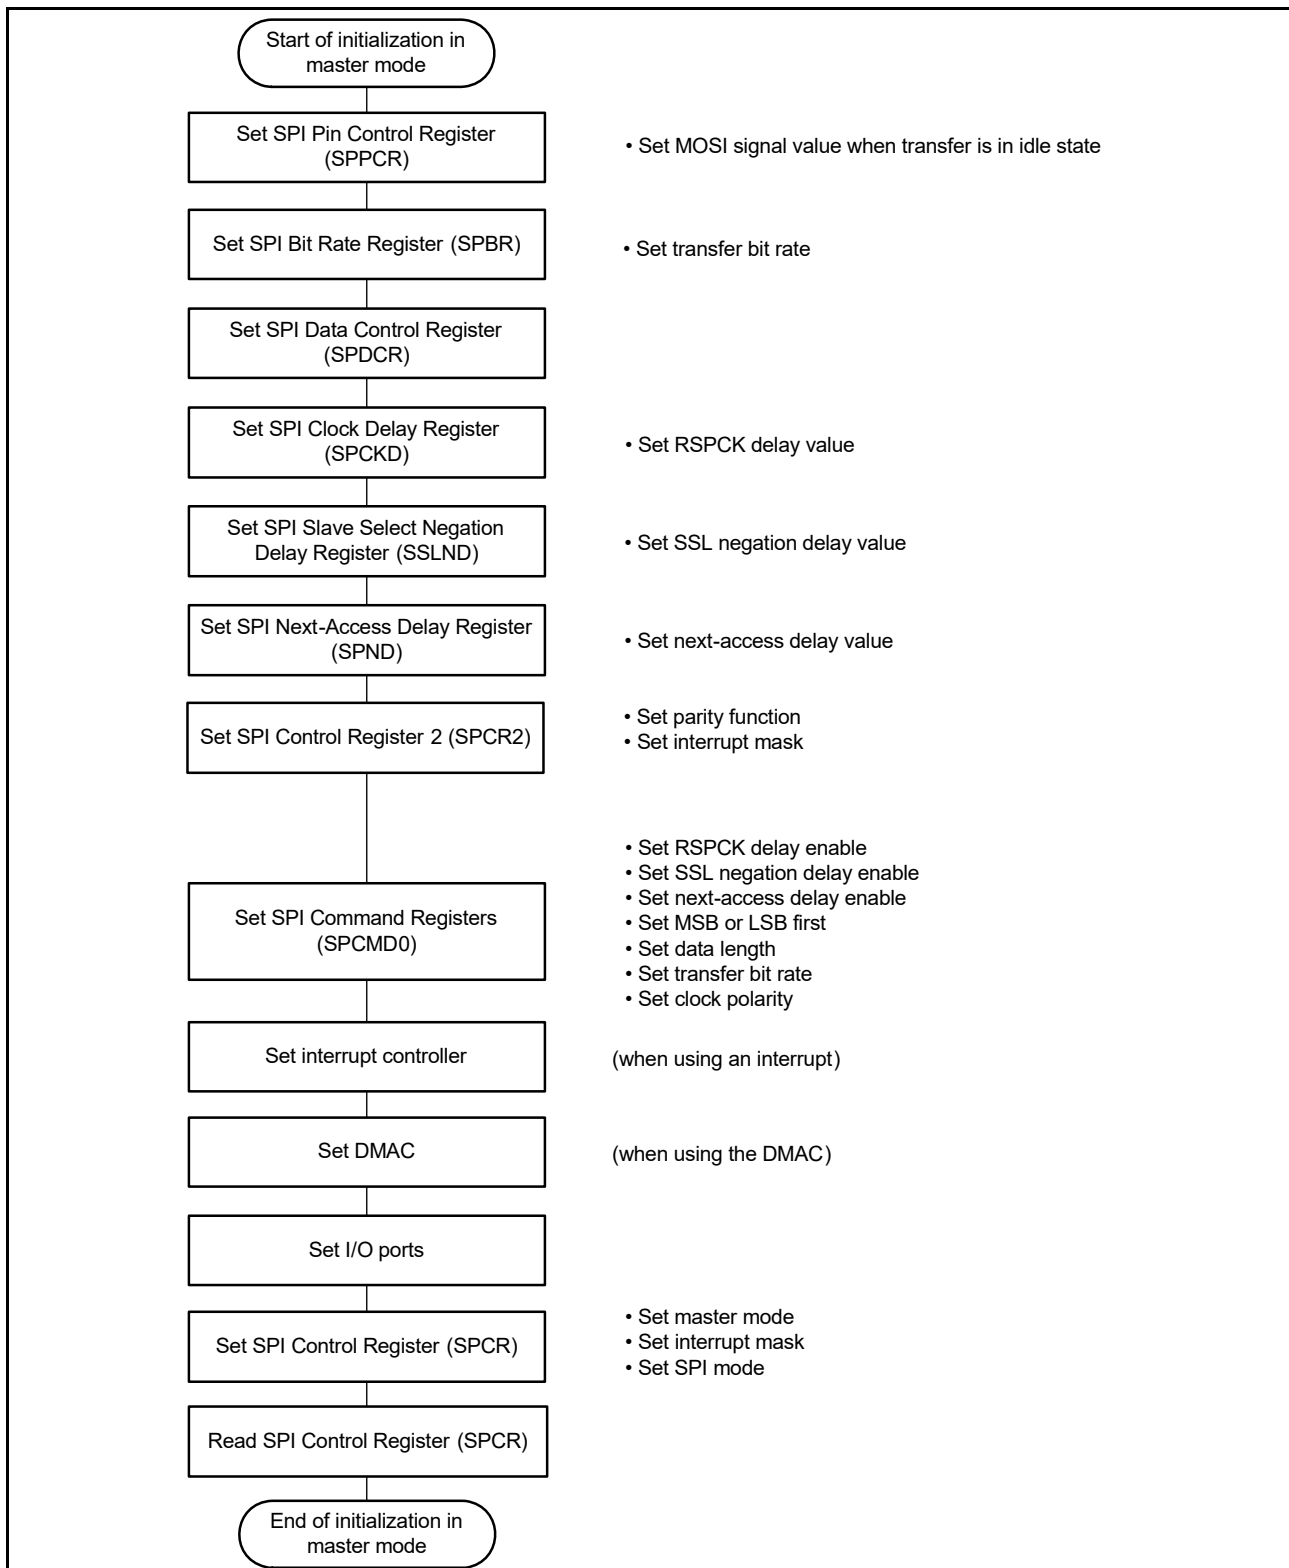 Start of initialization in
master mode
Set SPI Pin Control Register
(SPPCR)
• Set MOSI signal value when transfer is in idle state
Set SPI Bit Rate Register (SPBR)
• Set transfer bit rate
Set SPI Data Control Register
(SPDCR)
Set SPI Clock Delay Register
(SPCKD)
• Set RSPCK delay value
Set SPI Slave Select Negation
Delay Register (SSLND)
• Set SSL negation delay value
Set SPI Next-Access Delay Register
(SPND)
• Set next-access delay value
Set SPI Control Register 2 (SPCR2)
• Set parity function
• Set interrupt mask
Set SPI Command Registers
(SPCMD0)
• Set RSPCK delay enable
• Set SSL negation delay enable
• Set next-access delay enable
• Set MSB or LSB first
• Set data length
• Set transfer bit rate
• Set clock polarity
Set interrupt controller
(when using an interrupt)
Set DMAC
(when using the DMAC)
Set I/O ports
Set SPI Control Register (SPCR)
• Set master mode
• Set interrupt mask
• Set SPI mode
Read SPI Control Register (SPCR)
End of initialization in
master mode